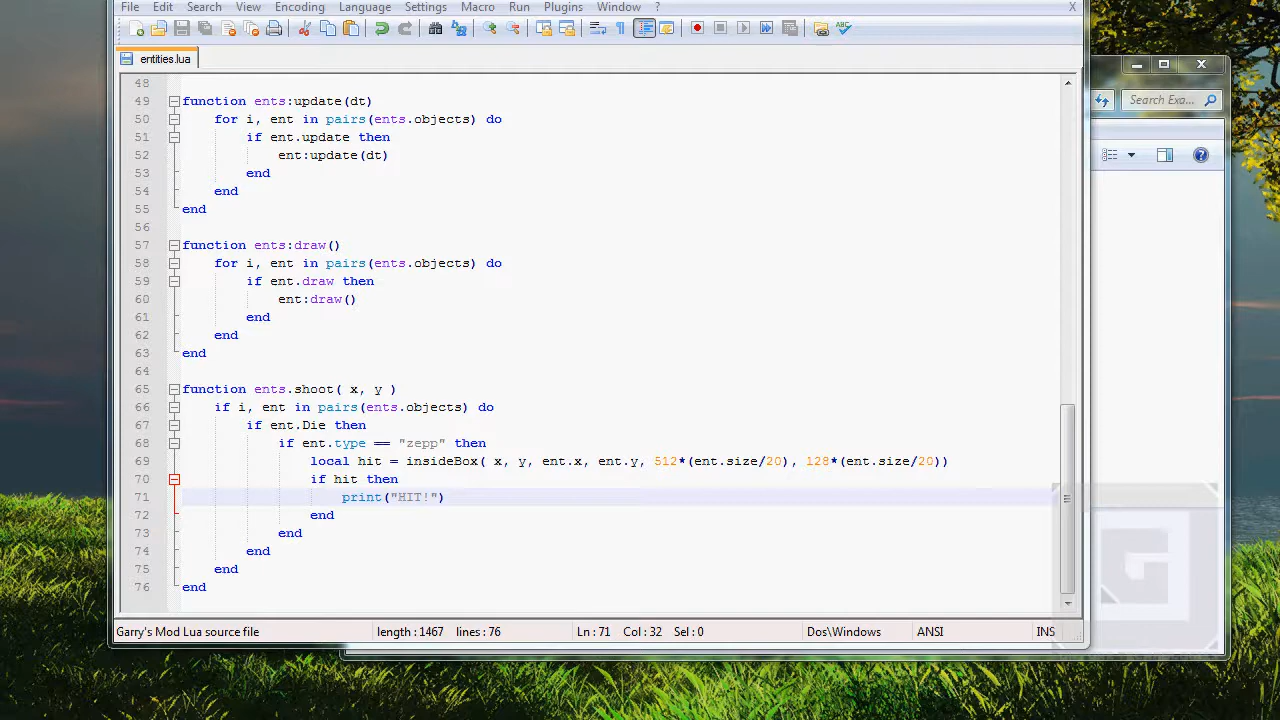 File Edit Search View Encoding Language Settings Macro Run Plugins Window ? X
entities.lua
48
49 function ents:update(dt)
50 for i, ent in pairs(ents.objects) do
51 if ent.update then
52 ent:update(dt)
53 end
54 end
55 end
56
57 function ents:draw()
58 for i, ent in pairs(ents.objects) do
59 if ent.draw then
60 ent:draw()
61 end
62 end
63 end
64
65 function ents.shoot( x, y )
66 if i, ent in pairs(ents.objects) do
67 if ent.Die then
68 if ent.type == "zepp" then
69 local hit = insideBox( x, y, ent.x, ent.y, 512*(ent.size/20), 128*(ent.size/20))
70 if hit then
71 print("HIT!")
72 end
73 end
74 end
75 end
76 end
Garry's Mod Lua source file length : 1467 lines : 76 Ln : 71 Col : 32 Sel : 0 Dos\Windows ANSI INS
Search Exa...